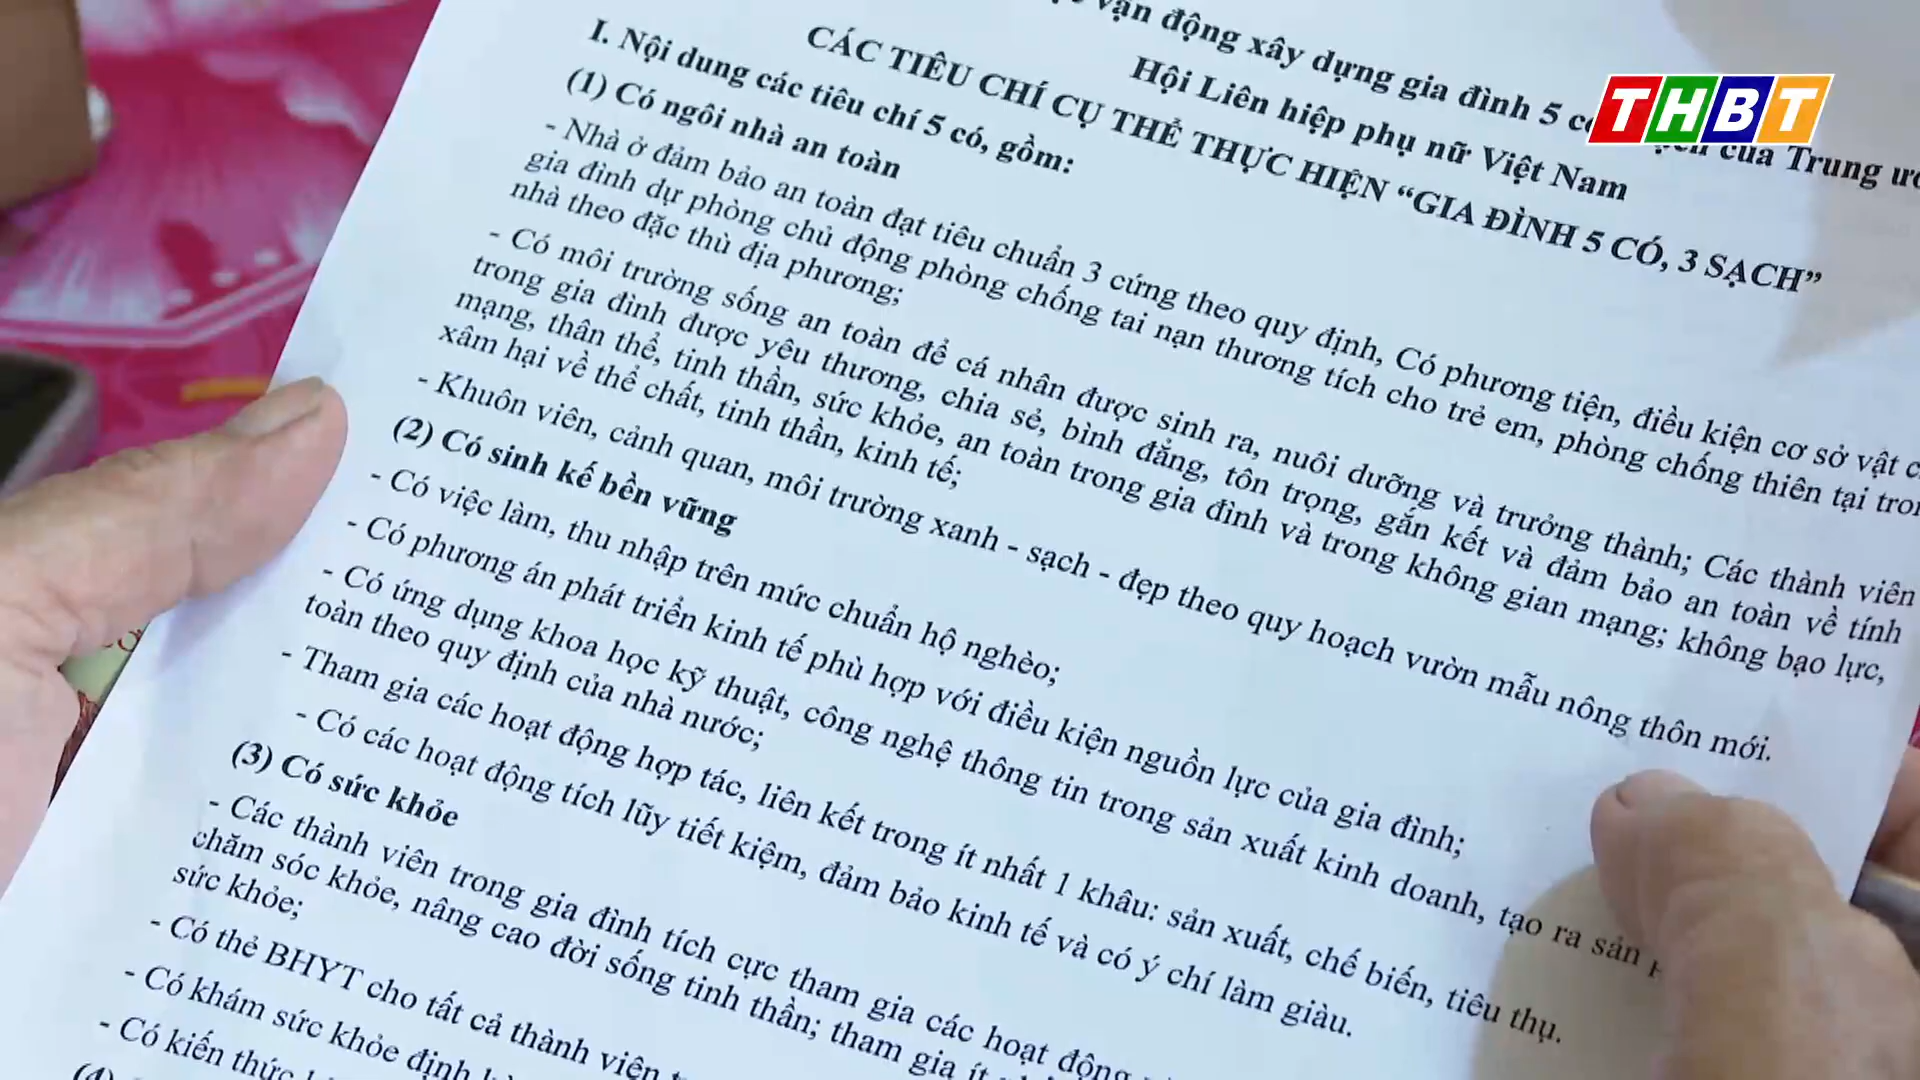 vận động xây dựng gia đình 5 có của Trung ươ
Hội Liên hiệp phụ nữ Việt Nam
THBT
CÁC TIÊU CHÍ CỤ THỂ THỰC HIỆN “GIA ĐÌNH 5 CÓ, 3 SẠCH”
I. Nội dung các tiêu chí 5 có, gồm:
(1) Có ngôi nhà an toàn
- Nhà ở đảm bảo an toàn đạt tiêu chuẩn 3 cứng theo quy định, Có phương tiện, điều kiện cơ sở vật c
gia đình dự phòng chủ động phòng chống tai nạn thương tích cho trẻ em, phòng chống thiên tại tron
nhà theo đặc thù địa phương;
- Có môi trường sống an toàn để cá nhân được sinh ra, nuôi dưỡng và trưởng thành; Các thành viên
trong gia đình được yêu thương, chia sẻ, bình đẳng, tôn trọng, gắn kết và đảm bảo an toàn về tính
mạng, thân thể, tinh thần, sức khỏe, an toàn trong gia đình và trong không gian mạng; không bạo lực,
xâm hại về thể chất, tinh thần, kinh tế;
- Khuôn viên, cảnh quan, môi trường xanh - sạch - đẹp theo quy hoạch vườn mẫu nông thôn mới.
(2) Có sinh kế bền vững
- Có việc làm, thu nhập trên mức chuẩn hộ nghèo;
- Có phương án phát triển kinh tế phù hợp với điều kiện nguồn lực của gia đình;
- Có ứng dụng khoa học kỹ thuật, công nghệ thông tin trong sản xuất kinh doanh, tạo ra sản
toàn theo quy định của nhà nước;
- Tham gia các hoạt động hợp tác, liên kết trong ít nhất 1 khâu: sản xuất, chế biến, tiêu thụ.
- Có các hoạt động tích lũy tiết kiệm, đảm bảo kinh tế và có ý chí làm giàu.
(3) Có sức khỏe
- Các thành viên trong gia đình tích cực tham gia các hoạt động
chăm sóc khỏe, nâng cao đời sống tinh thần; tham gia ít
sức khỏe;
- Có thẻ BHYT cho tất cả thành viên
- Có khám sức khỏe định
- Có kiến thức
(4)